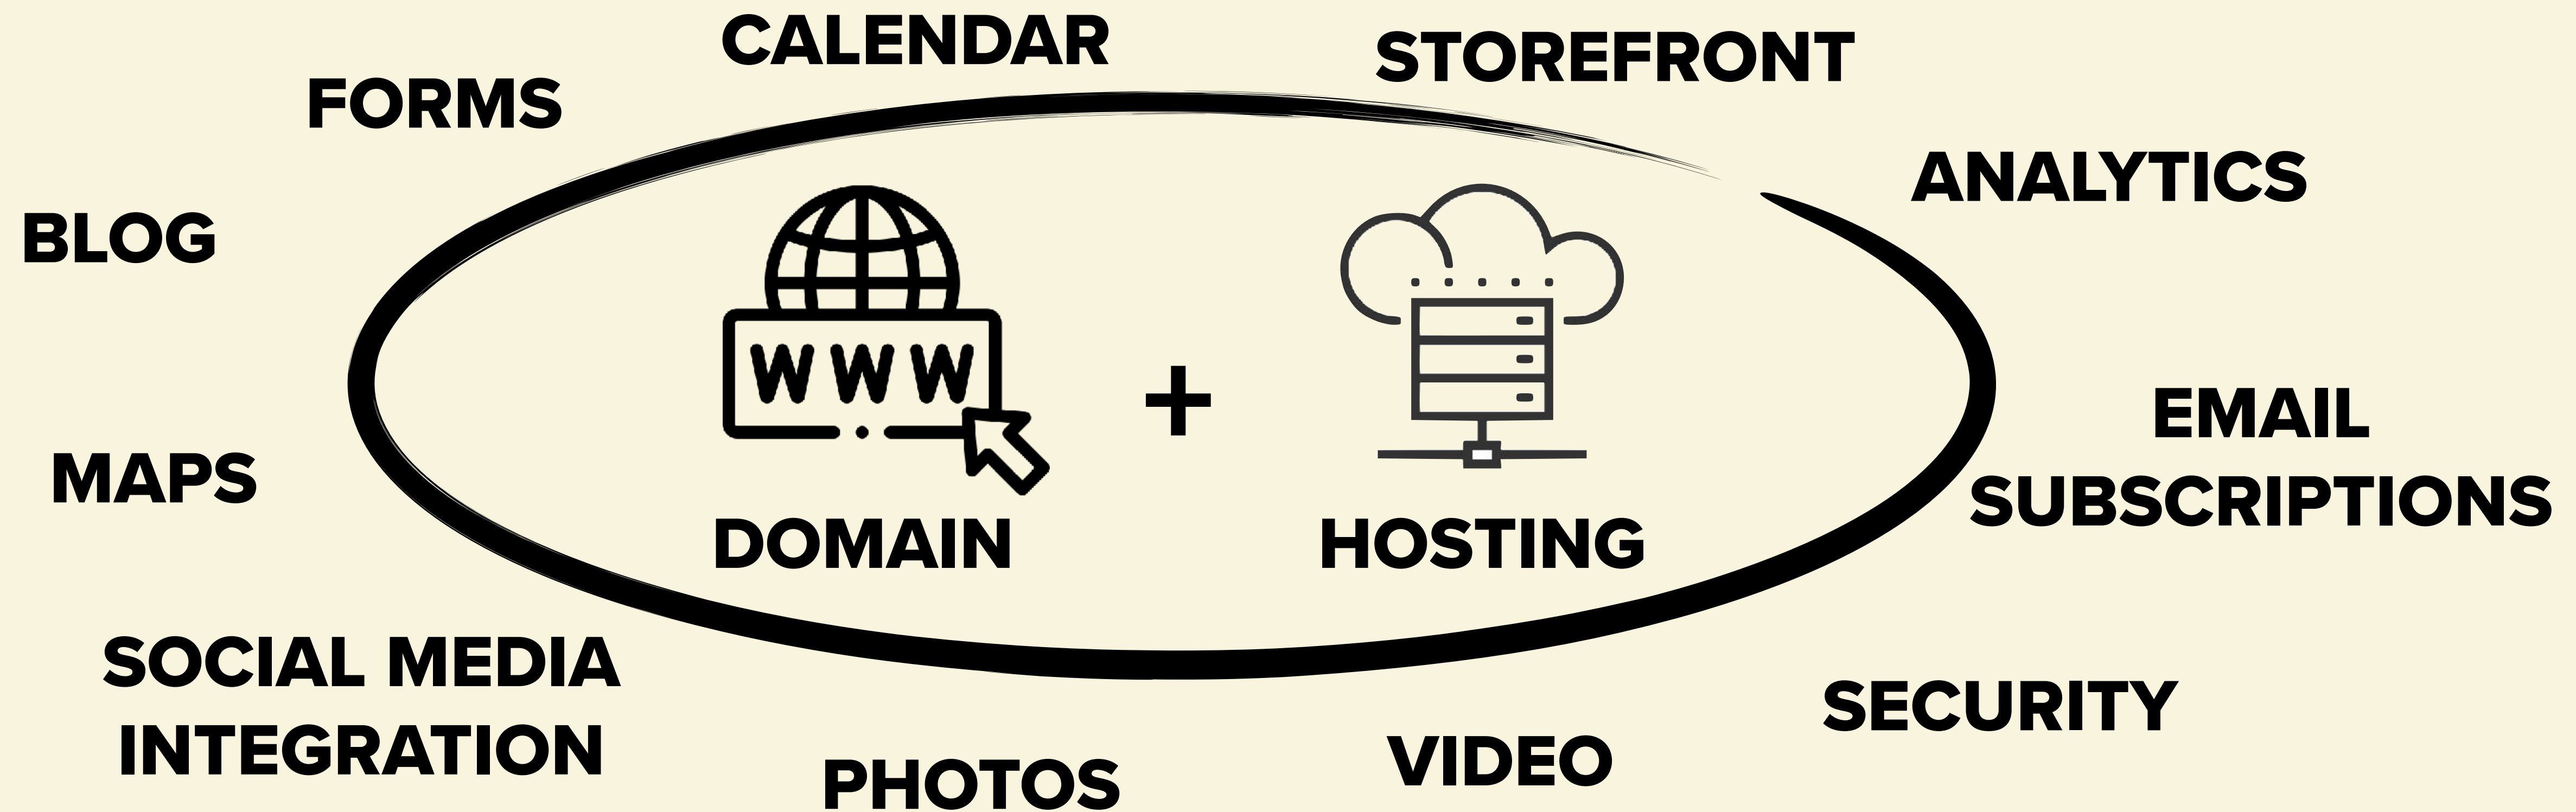 CALENDAR
STOREFRONT
FORMS
ANALYTICS
BLOG
WWW
+
EMAIL
SUBSCRIPTIONS
MAPS
DOMAIN
HOSTING
SOCIAL MEDIA
INTEGRATION
SECURITY
VIDEO
PHOTOS